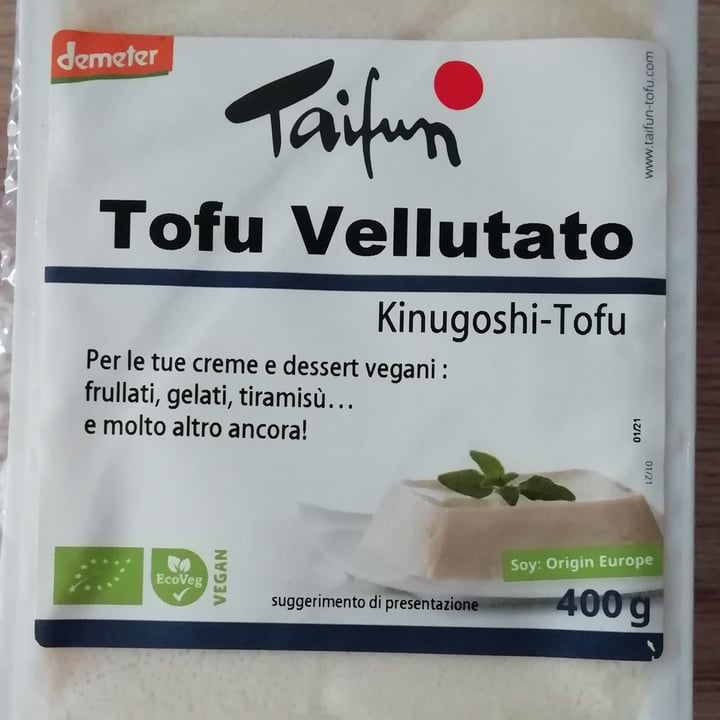 demeter
Taifun
www.taifun-tofu.com
Tofu Vellutato
Kinugoshi-Tofu
Per le tue creme e dessert vegani :
frullati, gelati, tiramisù...
e molto altro ancora!
01/21
01/21
EcoVeg
VEGAN
Soy: Origin Europe
suggerimento di presentazione
400 g